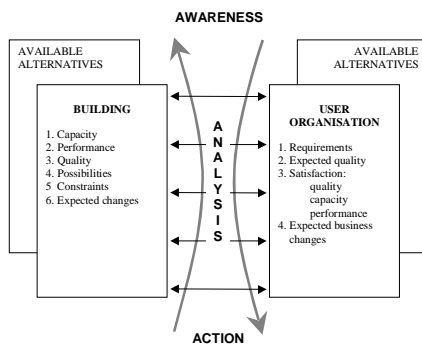 AWARENESS
AVAILABLE
ALTERNATIVES
AVAILABLE
ALTERNATIVES
BUILDING
1. Capacity
2. Performance
3. Quality
4. Possibilities
5 Constraints
6. Expected changes
A
N
A
L
Y
S
I
S
USER
ORGANISATION
1. Requirements
2. Expected quality
3. Satisfaction:
quality
capacity
performance
4. Expected business
changes
ACTION